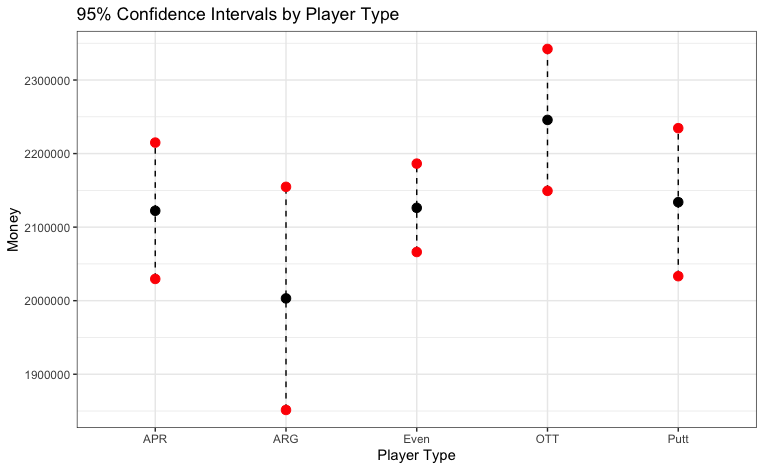 95% Confidence Intervals by Player Type
Money
2300000
2200000
2100000
2000000
1900000
APR ARG Even OTT Putt
Player Type